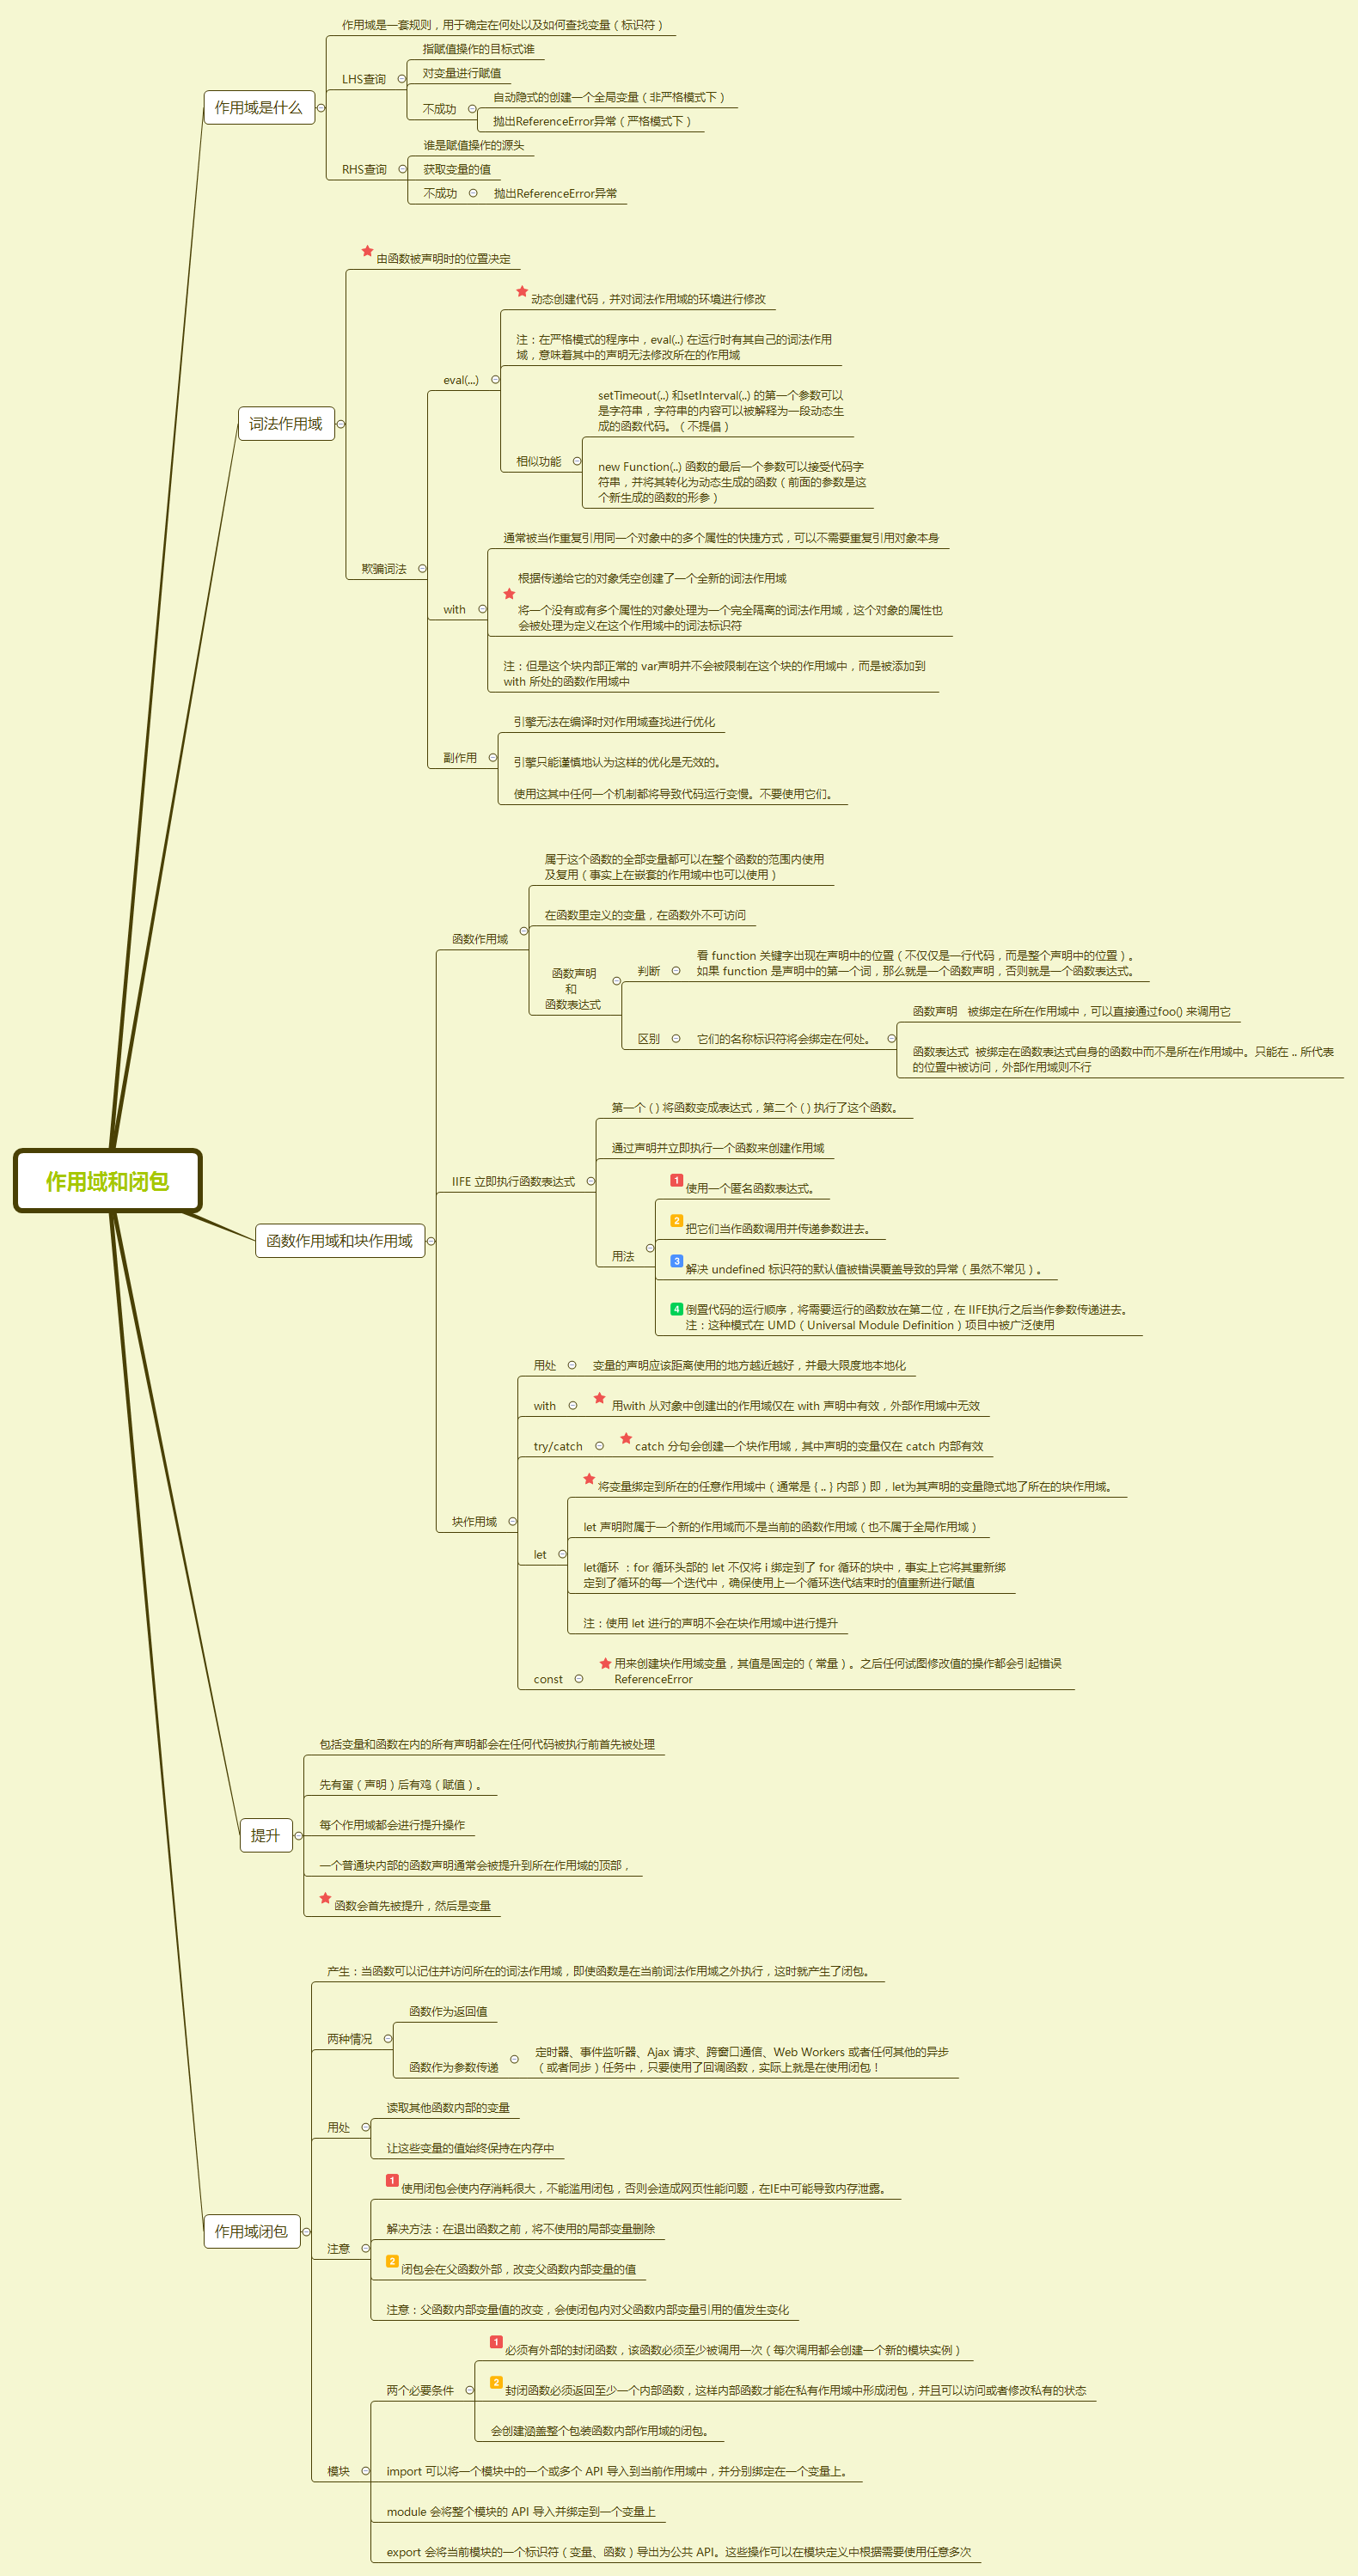 作用域和闭包
作用域是什么
作用域是一套规则，用于确定在何处以及如何查找变量（标识符）
LHS查询
指赋值操作的目标式谁
对变量进行赋值
不成功
自动隐式的创建一个全局变量（非严格模式下）
抛出ReferenceError异常（严格模式下）
RHS查询
谁是赋值操作的源头
获取变量的值
不成功
抛出ReferenceError异常
词法作用域
由函数被声明时的位置决定
欺骗词法
eval(...)
动态创建代码，并对词法作用域的环境进行修改
注：在严格模式的程序中，eval(..) 在运行时有其自己的词法作用
域，意味着其中的声明无法修改所在的作用域
相似功能
setTimeout(..) 和setInterval(..) 的第一个参数可以
是字符串，字符串的内容可以被解释为一段动态生
成的函数代码。（不提倡）
new Function(..) 函数的最后一个参数可以接受代码字
符串，并将其转化为动态生成的函数（前面的参数是这
个新生成的函数的形参）
with
通常被当作重复引用同一个对象中的多个属性的快捷方式，可以不需要重复引用对象本身
根据传递给它的对象凭空创建了一个全新的词法作用域
将一个没有或有多个属性的对象处理为一个完全隔离的词法作用域，这个对象的属性也
会被处理为定义在这个作用域中的词法标识符
注：但是这个块内部正常的 var声明并不会被限制在这个块的作用域中，而是被添加到
with 所处的函数作用域中
副作用
引擎无法在编译时对作用域查找进行优化
引擎只能谨慎地认为这样的优化是无效的。
使用这其中任何一个机制都将导致代码运行变慢。不要使用它们。
函数作用域和块作用域
函数作用域
属于这个函数的全部变量都可以在整个函数的范围内使用
及复用（事实上在嵌套的作用域中也可以使用）
在函数里定义的变量，在函数外不可访问
函数声明
和
函数表达式
判断
看 function 关键字出现在声明中的位置（不仅仅是一行代码，而是整个声明中的位置）。
如果 function 是声明中的第一个词，那么就是一个函数声明，否则就是一个函数表达式。
区别
它们的名称标识符将会绑定在何处。
函数声明 被绑定在所在作用域中，可以直接通过foo() 来调用它
函数表达式 被绑定在函数表达式自身的函数中而不是所在作用域中。只能在 .. 所代表
的位置中被访问，外部作用域则不行
IIFE 立即执行函数表达式
第一个 ( ) 将函数变成表达式，第二个 ( ) 执行了这个函数。
通过声明并立即执行一个函数来创建作用域
用法
1 使用一个匿名函数表达式。
2 把它们当作函数调用并传递参数进去。
3 解决 undefined 标识符的默认值被错误覆盖导致的异常（虽然不常见）。
4 倒置代码的运行顺序，将需要运行的函数放在第二位，在 IIFE执行之后当作参数传递进去。
注：这种模式在 UMD（Universal Module Definition）项目中被广泛使用
块作用域
用处
变量的声明应该距离使用的地方越近越好，并最大限度地本地化
with
用with 从对象中创建出的作用域仅在 with 声明中有效，外部作用域中无效
try/catch
catch 分句会创建一个块作用域，其中声明的变量仅在 catch 内部有效
let
将变量绑定到所在的任意作用域中（通常是 { .. } 内部）即，let为其声明的变量隐式地了所在的块作用域。
let 声明附属于一个新的作用域而不是当前的函数作用域（也不属于全局作用域）
let循环 ：for 循环头部的 let 不仅将 i 绑定到了 for 循环的块中，事实上它将其重新绑
定到了循环的每一个迭代中，确保使用上一个循环迭代结束时的值重新进行赋值
注：使用 let 进行的声明不会在块作用域中进行提升
const
用来创建块作用域变量，其值是固定的（常量）。之后任何试图修改值的操作都会引起错误
ReferenceError
提升
包括变量和函数在内的所有声明都会在任何代码被执行前首先被处理
先有蛋（声明）后有鸡（赋值）。
每个作用域都会进行提升操作
一个普通块内部的函数声明通常会被提升到所在作用域的顶部，
函数会首先被提升，然后是变量
作用域闭包
产生：当函数可以记住并访问所在的词法作用域，即使函数是在当前词法作用域之外执行，这时就产生了闭包。
两种情况
函数作为返回值
函数作为参数传递
定时器、事件监听器、Ajax 请求、跨窗口通信、Web Workers 或者任何其他的异步
（或者同步）任务中，只要使用了回调函数，实际上就是在使用闭包！
用处
读取其他函数内部的变量
让这些变量的值始终保持在内存中
注意
1 使用闭包会使内存消耗很大，不能滥用闭包，否则会造成网页性能问题，在IE中可能导致内存泄露。
解决方法：在退出函数之前，将不使用的局部变量删除
2 闭包会在父函数外部，改变父函数内部变量的值
注意：父函数内部变量值的改变，会使闭包内对父函数内部变量引用的值发生变化
模块
两个必要条件
1 必须有外部的封闭函数，该函数必须至少被调用一次（每次调用都会创建一个新的模块实例）
2 封闭函数必须返回至少一个内部函数，这样内部函数才能在私有作用域中形成闭包，并且可以访问或者修改私有的状态
会创建涵盖整个包装函数内部作用域的闭包。
import 可以将一个模块中的一个或多个 API 导入到当前作用域中，并分别绑定在一个变量上。
module 会将整个模块的 API 导入并绑定到一个变量上
export 会将当前模块的一个标识符（变量、函数）导出为公共 API。这些操作可以在模块定义中根据需要使用任意多次